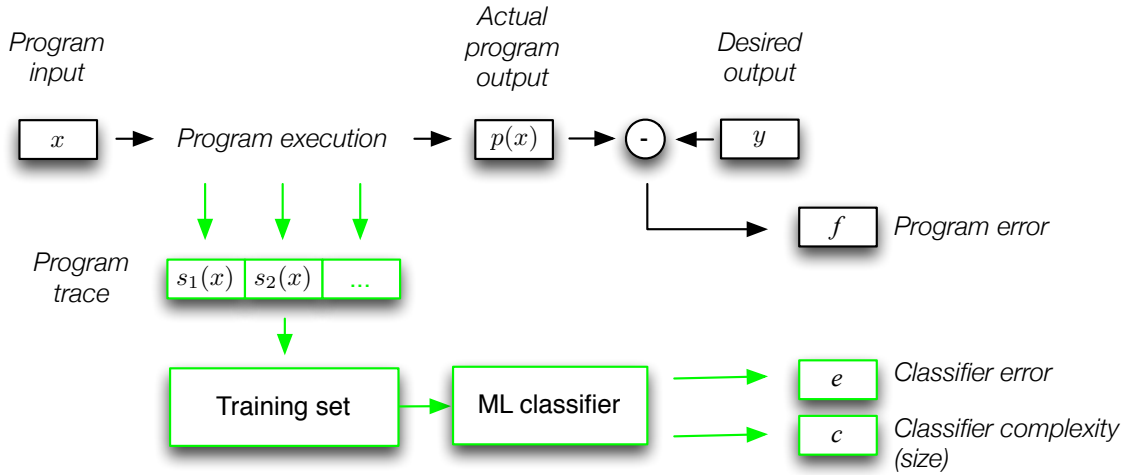 Program
input
Actual
program
output
Desired
output
x
Program execution
p(x)
-
y
f
Program error
Program
trace
s₁(x)
s₂(x)
...
Training set
ML classifier
e
Classifier error
c
Classifier complexity
(size)